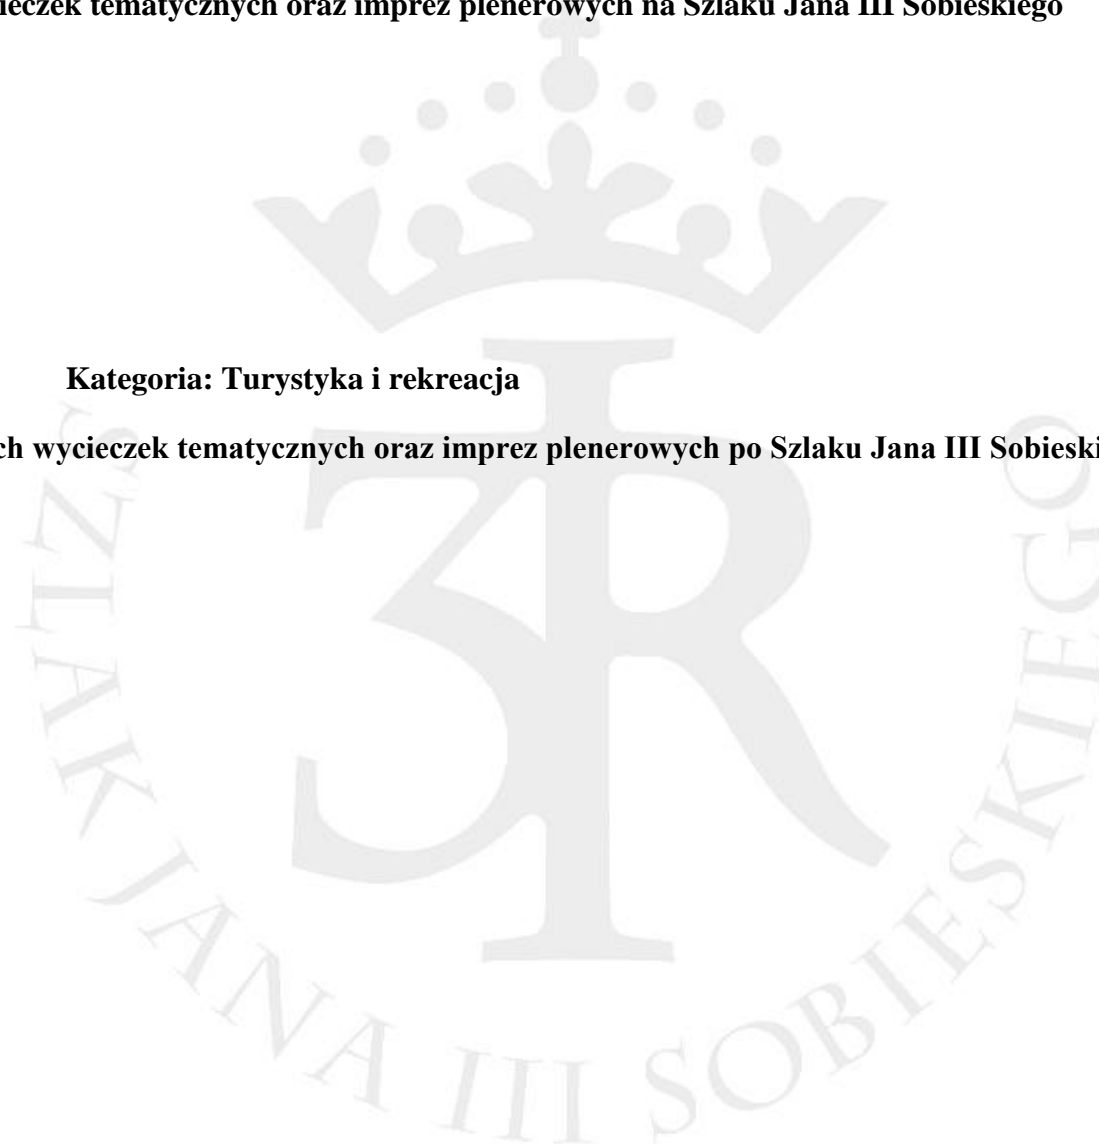 ieczek tematycznych oraz imprez plenerowych na Szlaku Jana III Sobieskiego
Kategoria: Turystyka i rekreacja
ch wycieczek tematycznych oraz imprez plenerowych po Szlaku Jana III Sobieski
3R
SZLAK JANA III SOBIESKIEGO